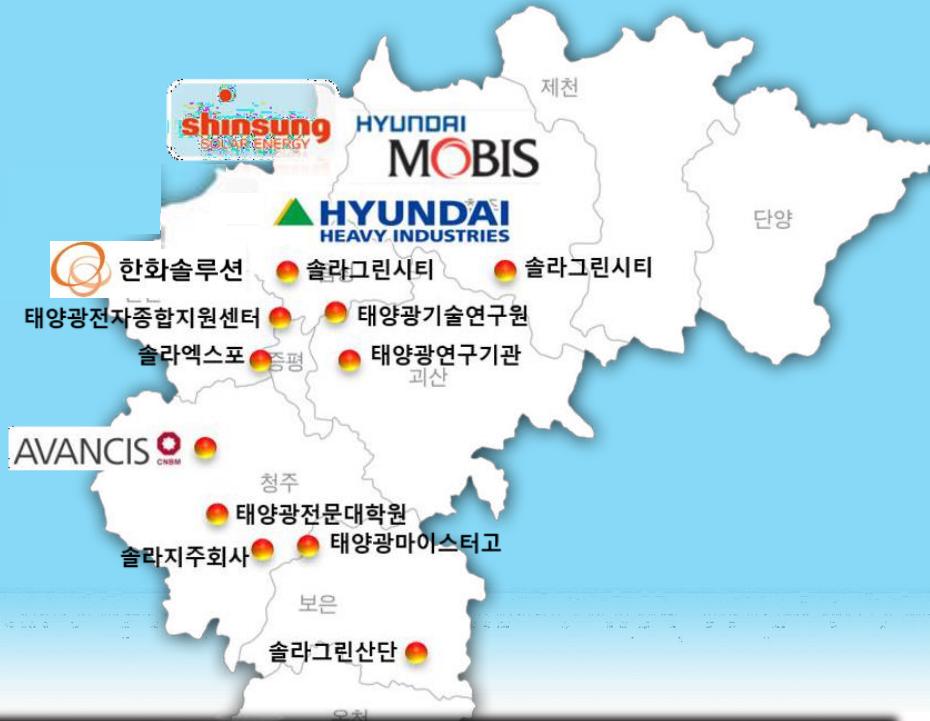 제천
shinsung
SOLAR ENERGY
HYUNDAI
MOBIS
단양
HYUNDAI
HEAVY INDUSTRIES
한화솔루션
솔라그린시티
솔라그린시티
태양광전자종합지원센터
태양광기술연구원
솔라엑스포
증평
태양광연구기관
괴산
AVANCIS
CNBM
청주
태양광전문대학원
솔라지주회사
태양광마이스터고
보은
솔라그린산단